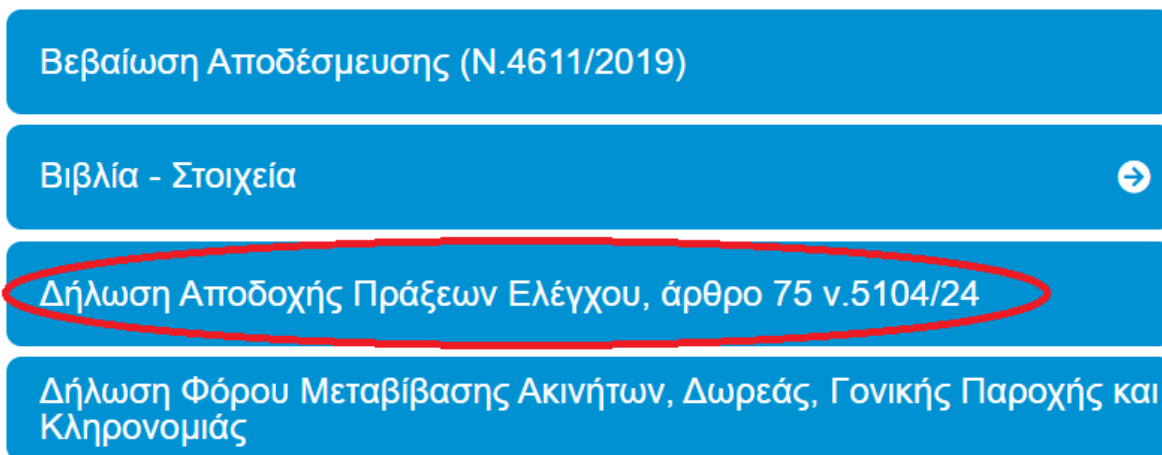 Βεβαίωση Αποδέσμευσης (Ν.4611/2019)
Βιβλία - Στοιχεία
Δήλωση Αποδοχής Πράξεων Ελέγχου, άρθρο 75 ν.5104/24
Δήλωση Φόρου Μεταβίβασης Ακινήτων, Δωρεάς, Γονικής Παροχής και
Κληρονομιάς